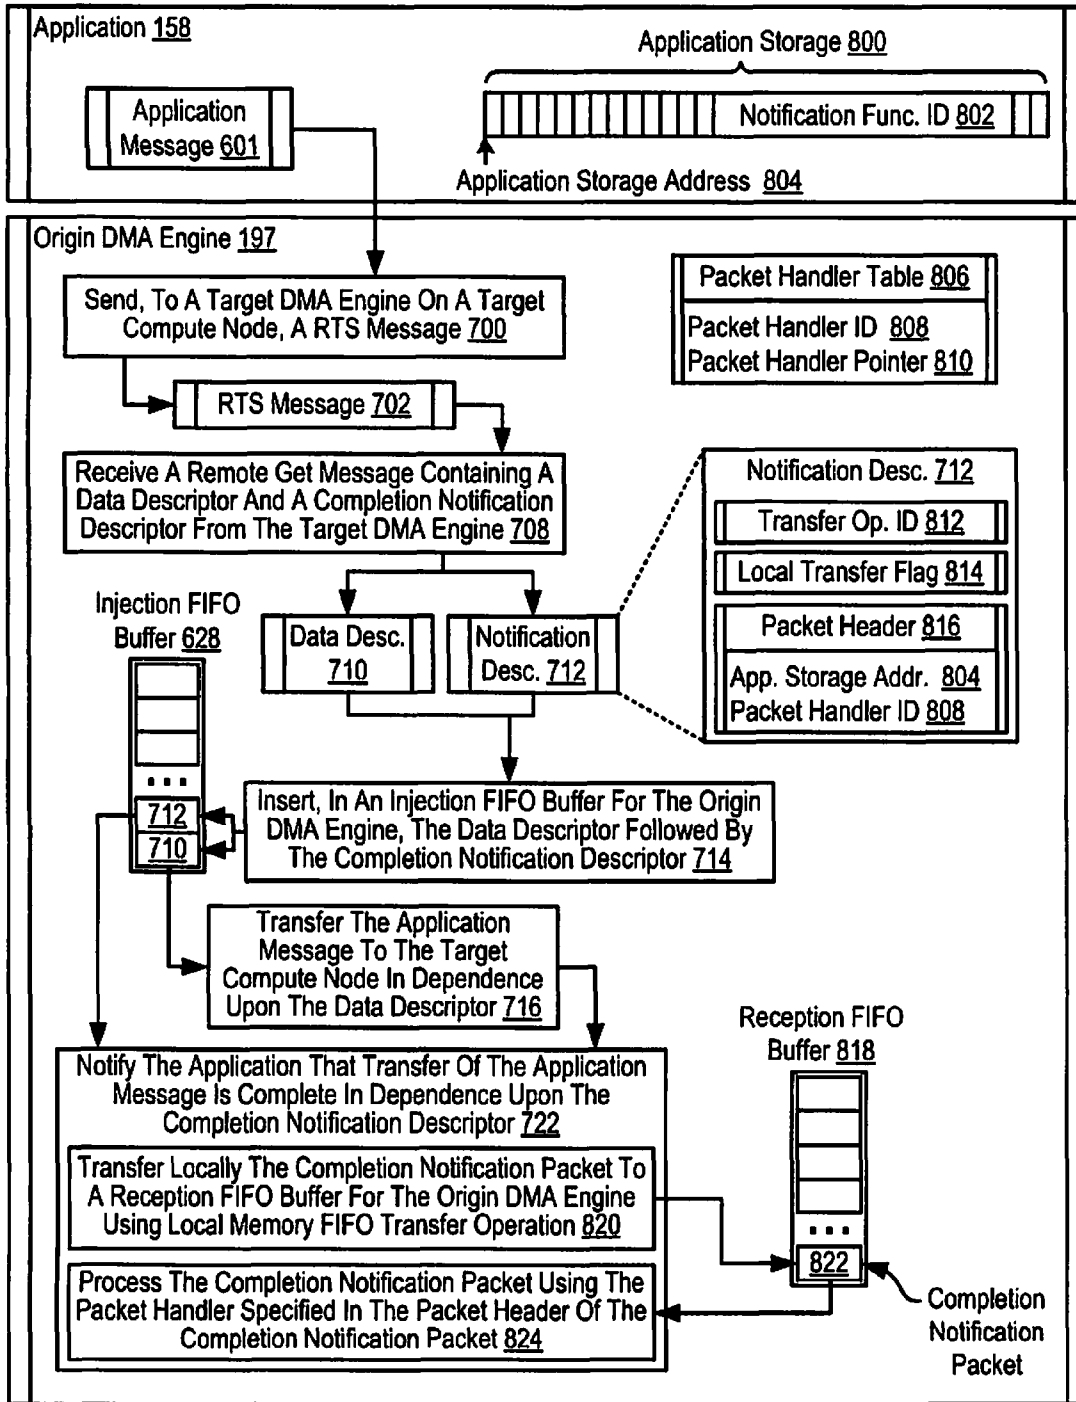 Application 158
Application Storage 800
Application
Message 601
Notification Func. ID 802
Application Storage Address 804
Origin DMA Engine 197
Send, To A Target DMA Engine On A Target
Compute Node, A RTS Message 700
Packet Handler Table 806
Packet Handler ID 808
Packet Handler Pointer 810
RTS Message 702
Receive A Remote Get Message Containing A
Data Descriptor And A Completion Notification
Descriptor From The Target DMA Engine 708
Notification Desc. 712
Transfer Op. ID 812
Local Transfer Flag 814
Packet Header 816
App. Storage Addr. 804
Packet Handler ID 808
Injection FIFO
Buffer 628
Data Desc.
710
Notification
Desc. 712
712
710
Insert, In An Injection FIFO Buffer For The Origin
DMA Engine, The Data Descriptor Followed By
The Completion Notification Descriptor 714
Transfer The Application
Message To The Target
Compute Node In Dependence
Upon The Data Descriptor 716
Reception FIFO
Buffer 818
Notify The Application That Transfer Of The Application
Message Is Complete In Dependence Upon The
Completion Notification Descriptor 722
Transfer Locally The Completion Notification Packet To
A Reception FIFO Buffer For The Origin DMA Engine
Using Local Memory FIFO Transfer Operation 820
822
Process The Completion Notification Packet Using The
Packet Handler Specified In The Packet Header Of The
Completion Notification Packet 824
Completion
Notification
Packet